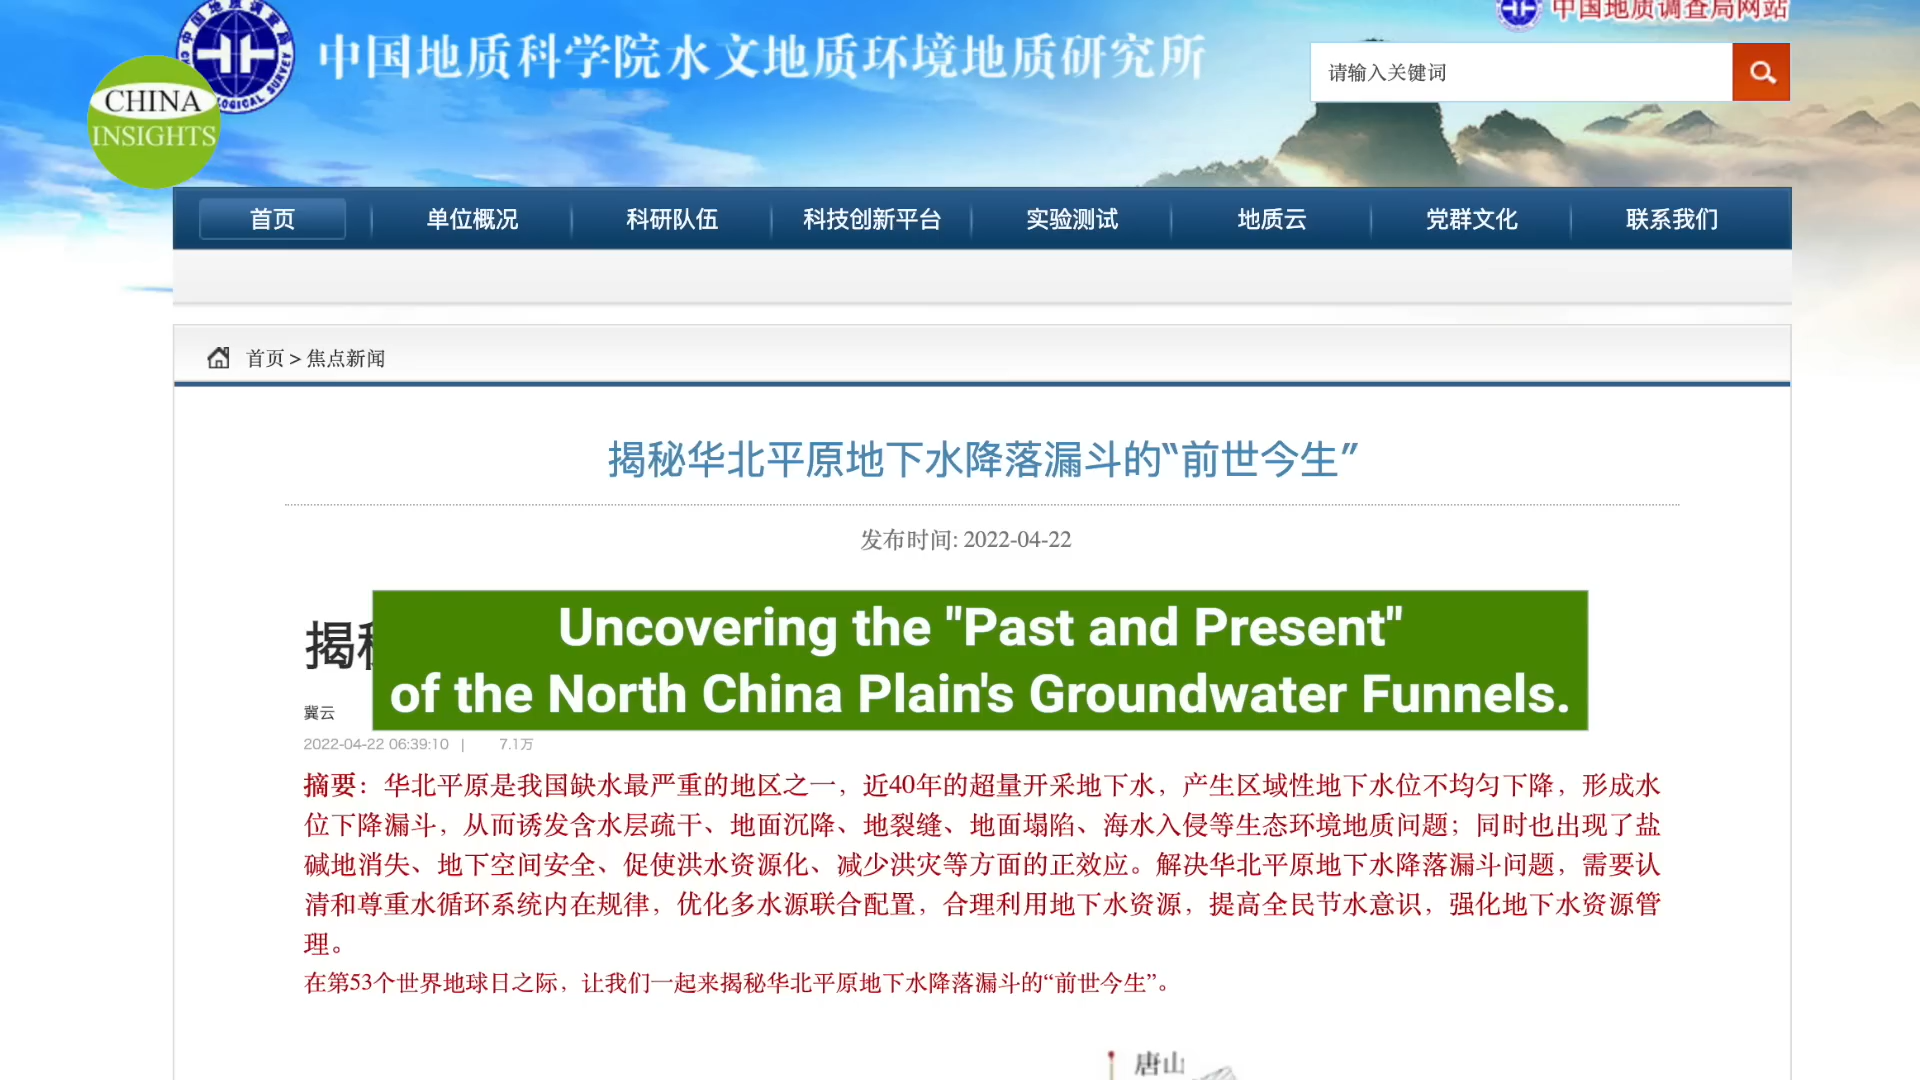 中国地质调查局网站
中国地质科学院水文地质环境地质研究所
CHINA
INSIGHTS
请输入关键词
首页 单位概况 科研队伍 科技创新平台 实验测试 地质云 党群文化 联系我们
首页 > 焦点新闻
揭秘华北平原地下水降落漏斗的“前世今生”
发布时间: 2022-04-22
揭秘
Uncovering the "Past and Present"
of the North China Plain's Groundwater Funnels.
冀云
2022-04-22 06:39:10 | 7.1万
摘要：华北平原是我国缺水最严重的地区之一，近40年的超量开采地下水，产生区域性地下水位不均匀下降，形成水
位下降漏斗，从而诱发含水层疏干、地面沉降、地裂缝、地面塌陷、海水入侵等生态环境地质问题；同时也出现了盐
碱地消失、地下空间安全、促使洪水资源化、减少洪灾等方面的正效应。解决华北平原地下水降落漏斗问题，需要认
清和尊重水循环系统内在规律，优化多水源联合配置，合理利用地下水资源，提高全民节水意识，强化地下水资源管
理。
在第53个世界地球日之际，让我们一起来揭秘华北平原地下水降落漏斗的“前世今生”。
唐山